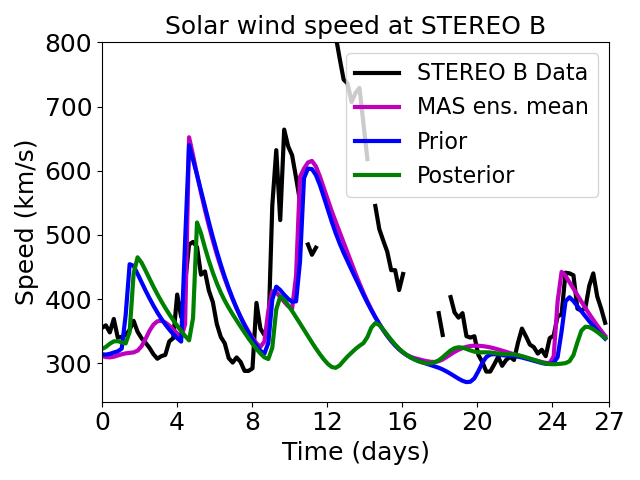 Solar wind speed at STEREO B
800
700
600
500
400
300
Speed (km/s)
STEREO B Data
MAS ens. mean
Prior
Posterior
0 4 8 12 16 20 24 27
Time (days)